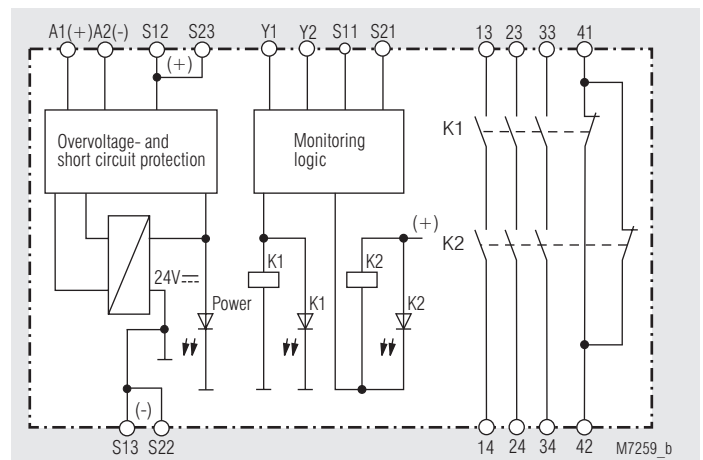 A1(+) A2(-) S12 S23 Y1 Y2 S11 S21 13 23 33 41
(+)
Overvoltage- and
short circuit protection
Monitoring
logic
K1
(+)
K2
K1
K2
24V
Power
K1
K2
(-)
S13 S22 14 24 34 42 M7259_b